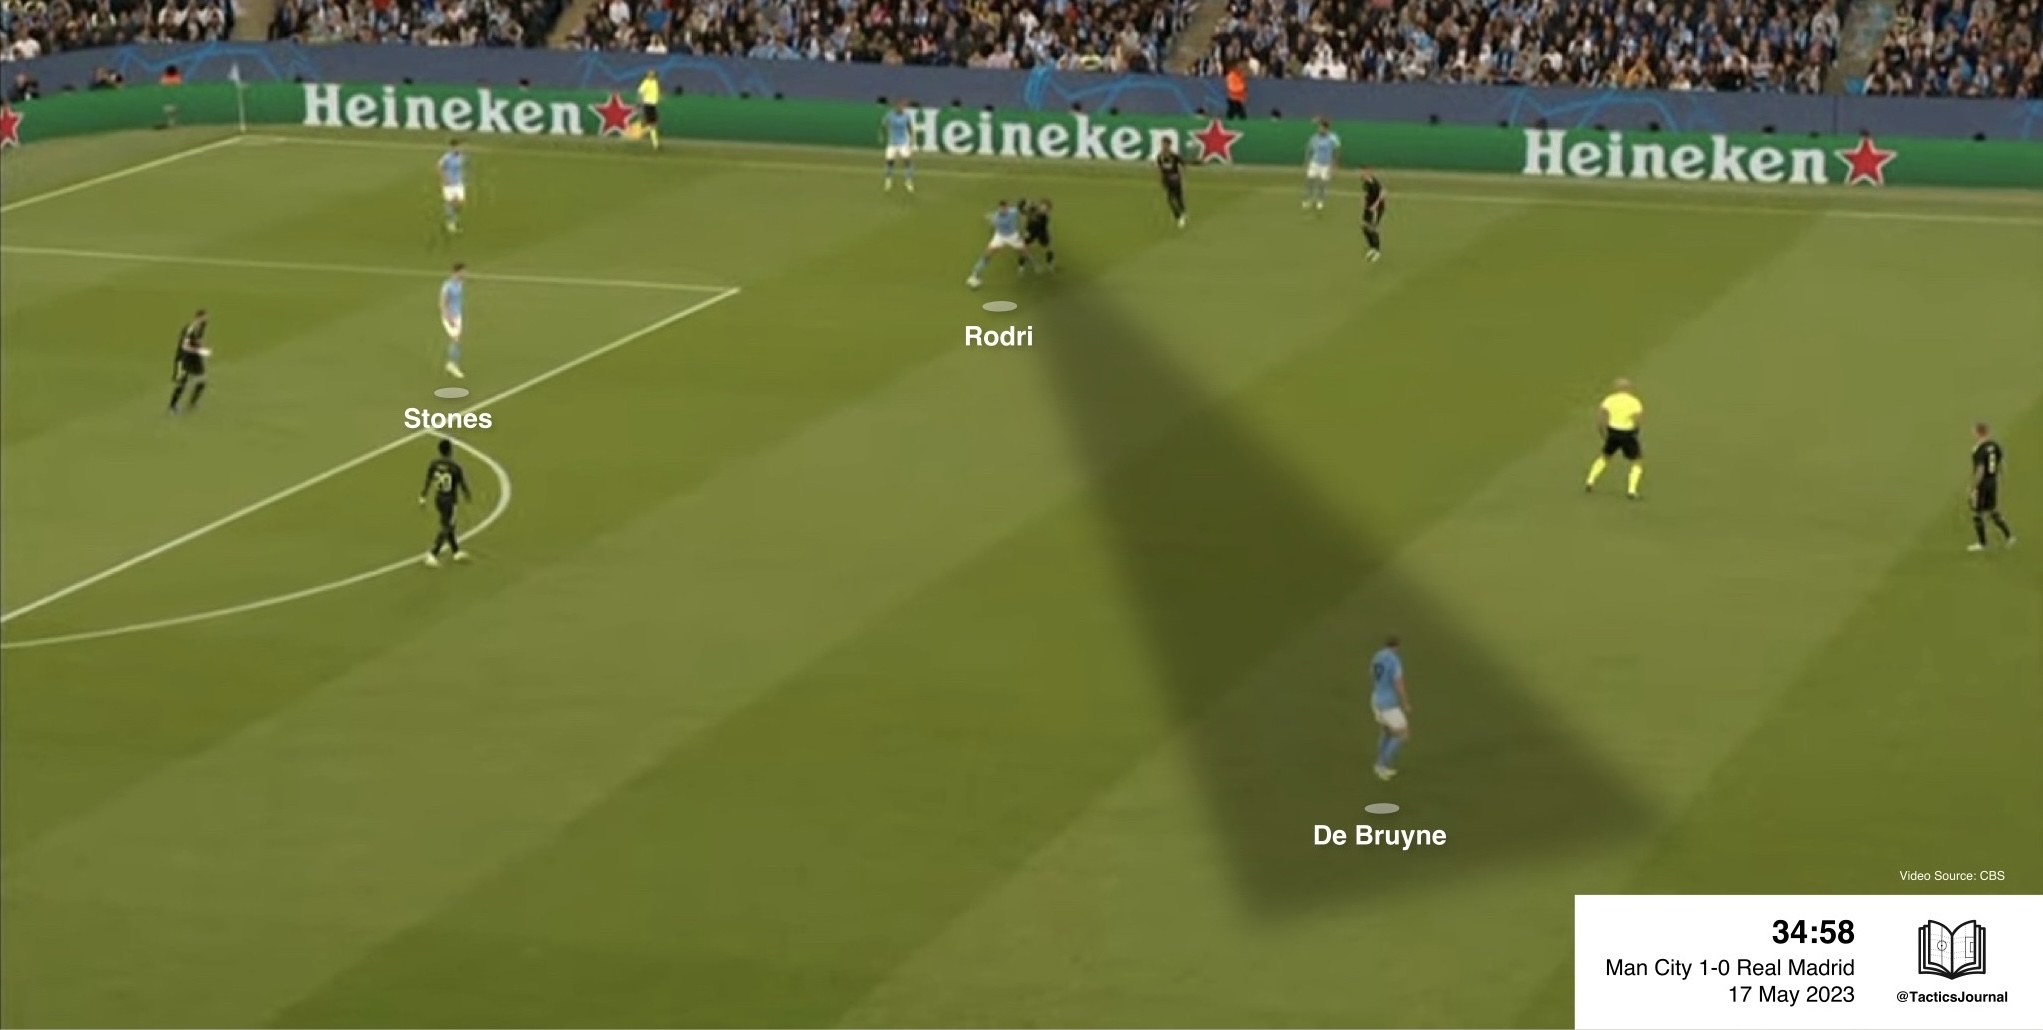 Heineken Heineken Heineken
Rodri
Stones
20
De Bruyne
Video Source: CBS
34:58
Man City 1-0 Real Madrid
17 May 2023
@TacticsJournal